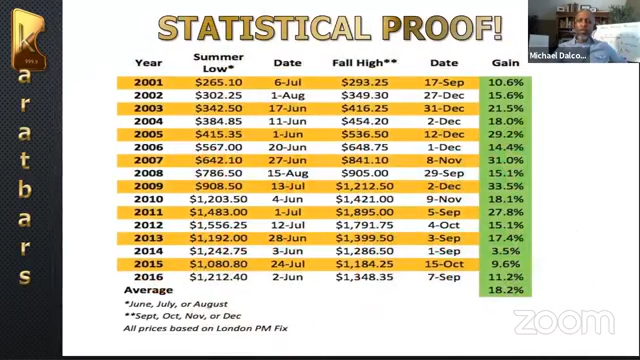 STATISTICAL PROOF!
Michael Dalco...
999.9
Karatbars
Year Summer Low* Date Fall High** Date Gain
2001 $265.10 6-Jul $293.25 17-Sep 10.6%
2002 $302.25 1-Aug $349.30 27-Dec 15.6%
2003 $342.50 17-Jun $416.25 31-Dec 21.5%
2004 $384.85 11-Jun $454.20 2-Dec 18.0%
2005 $415.35 1-Jun $536.50 12-Dec 29.2%
2006 $567.00 20-Jun $648.75 1-Dec 14.4%
2007 $642.10 27-Jun $841.10 8-Nov 31.0%
2008 $786.50 15-Aug $905.00 29-Sep 15.1%
2009 $908.50 13-Jul $1,212.50 2-Dec 33.5%
2010 $1,203.50 4-Jun $1,421.00 9-Nov 18.1%
2011 $1,483.00 1-Jul $1,895.00 5-Sep 27.8%
2012 $1,556.25 12-Jul $1,791.75 4-Oct 15.1%
2013 $1,192.00 28-Jun $1,399.50 3-Sep 17.4%
2014 $1,242.75 3-Jun $1,286.50 1-Sep 3.5%
2015 $1,080.80 24-Jul $1,184.25 15-Oct 9.6%
2016 $1,212.40 2-Jun $1,348.35 7-Sep 11.2%
Average 18.2%
*June, July, or August
**Sept, Oct, Nov, or Dec
All prices based on London PM Fix
zoom